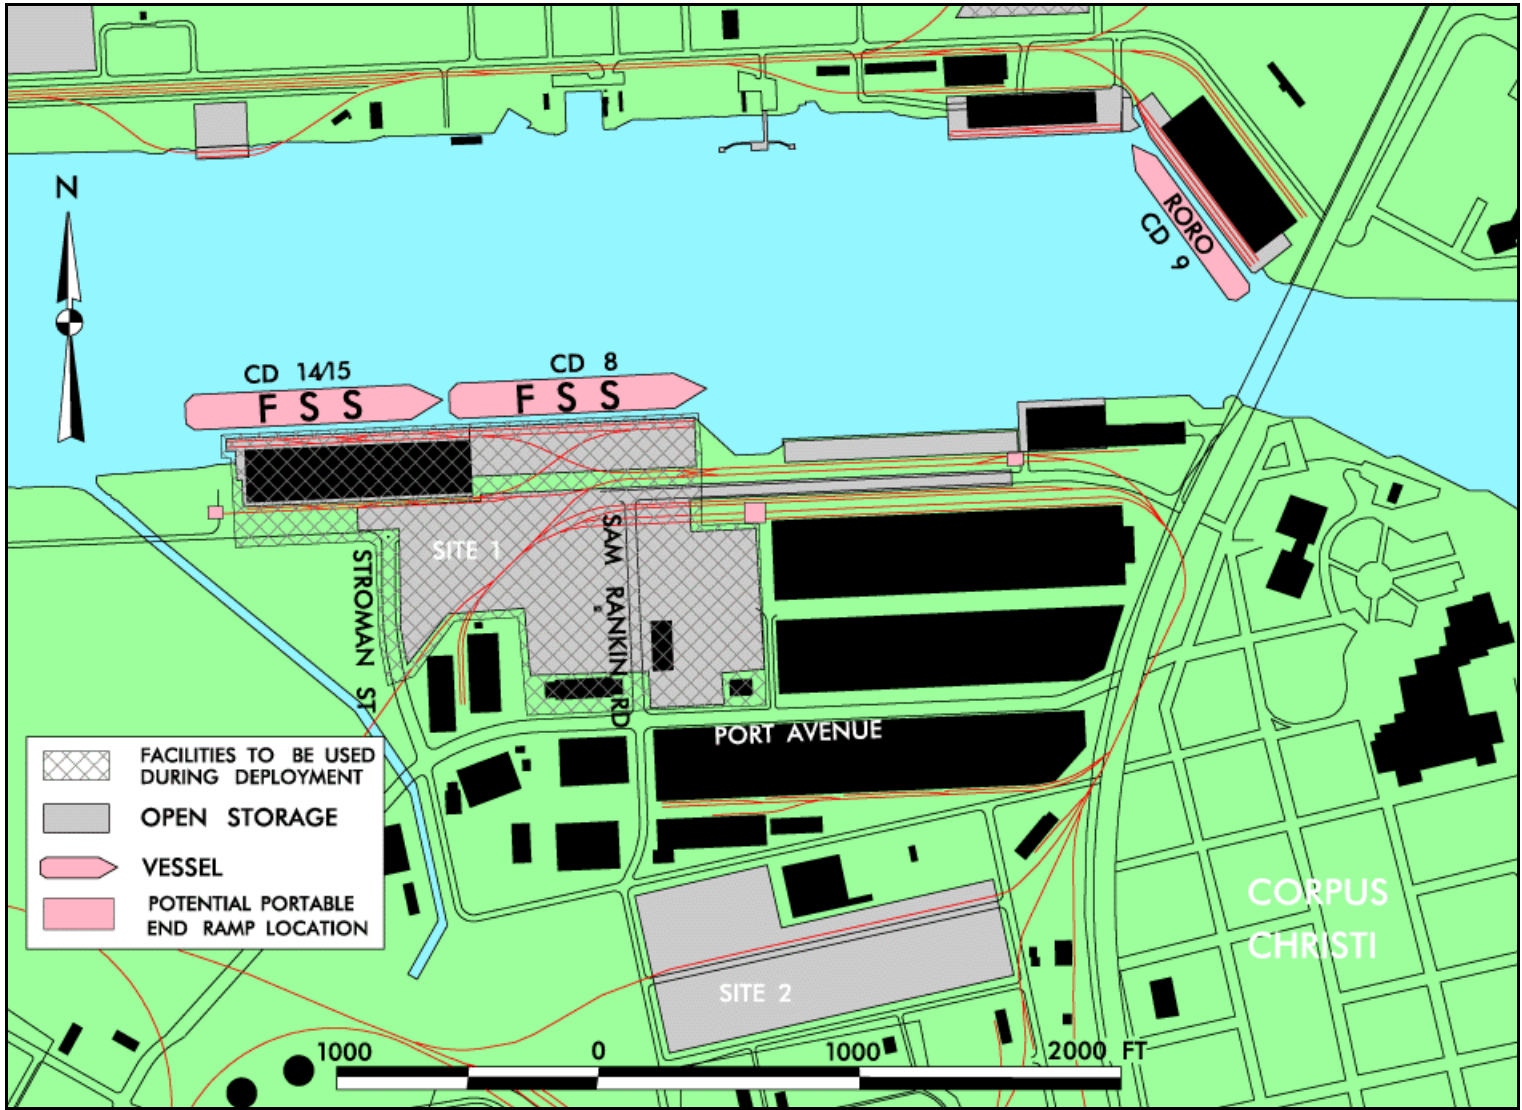 N
RORO
CD 9
CD 14/15
CD 8
F S S
F S S
SITE 1
SAM RANKIN RD
STROMAN ST
PORT AVENUE
FACILITIES TO BE USED
DURING DEPLOYMENT
OPEN STORAGE
VESSEL
POTENTIAL PORTABLE
END RAMP LOCATION
CORPUS
CHRISTI
SITE 2
1000 0 1000 2000 FT